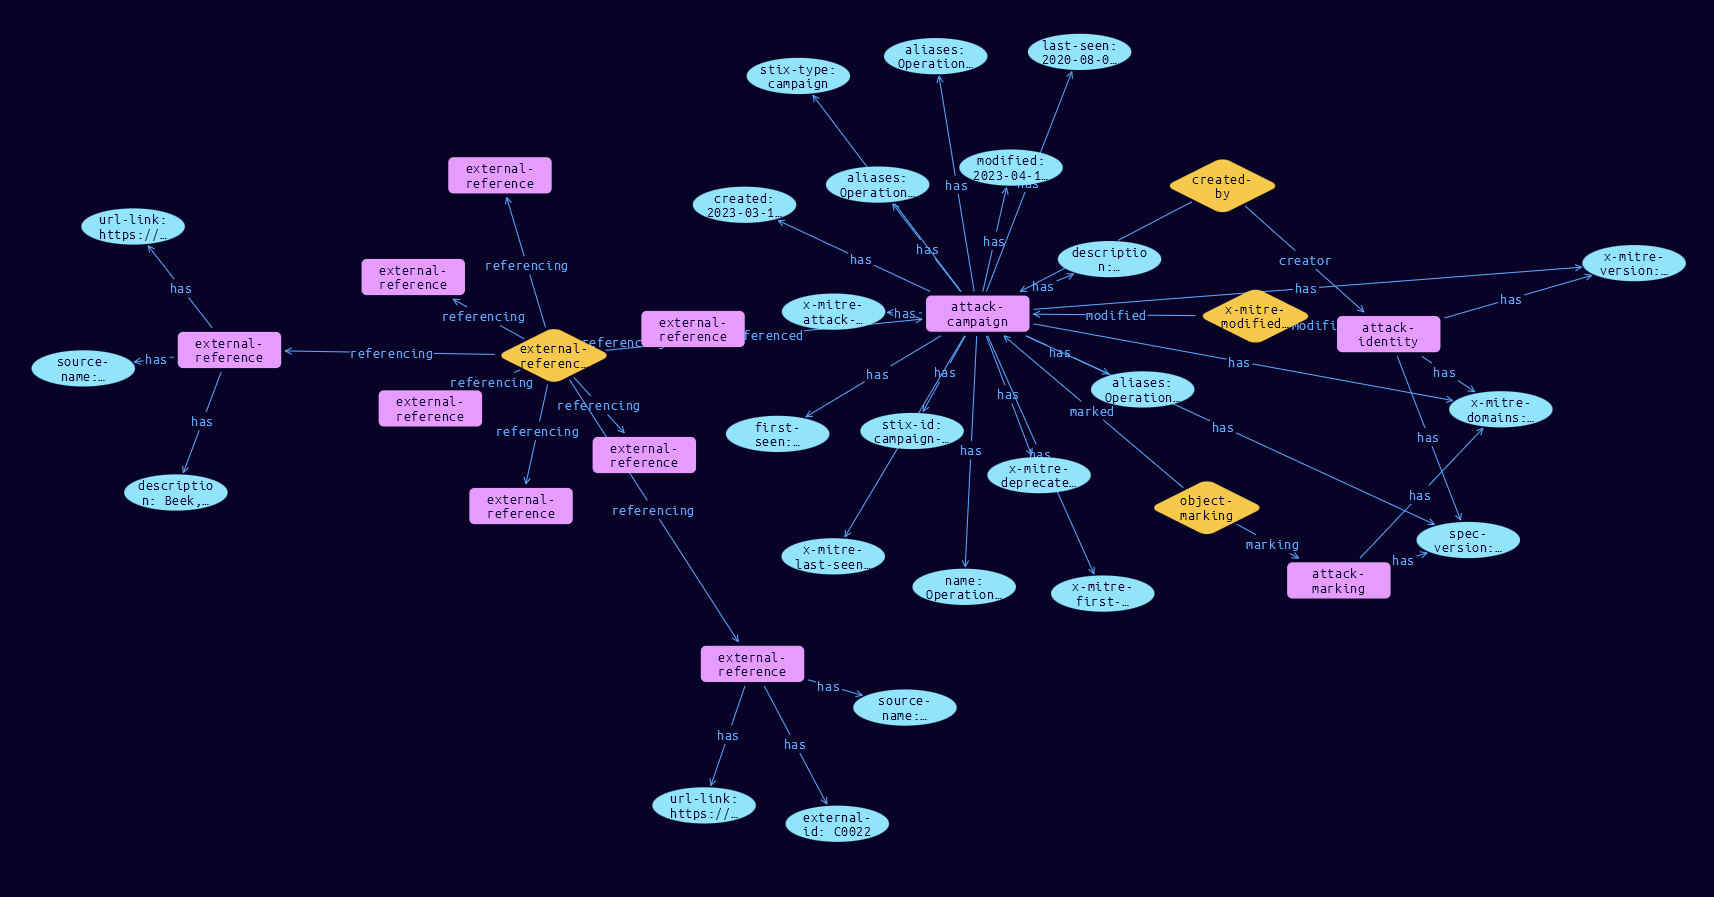 aliases:
Operation…
last-seen:
2020-08-0…
stix-type:
campaign
modified:
2023-04-1…
aliases:
Operation…
created:
2023-03-1…
has
has
has
has
has
created-
by
external-
reference
url-link:
https://…
descriptio
n:…
creator
x-mitre-
version:…
referencing
external-
reference
has
has
has
has
x-mitre-
attack-…
has
attack-
campaign
modified
x-mitre-
modified…
attack-
identity
referencing
external-
reference
external-
reference
referencing
external-
referenc…
source-
name:…
has
has
has
has
has
has
referencing
external-
reference
referencing
aliases:
Operation…
marked
has
x-mitre-
domains:…
has
referencing
first-
seen:…
stix-id:
campaign-…
has
has
has
has
external-
reference
x-mitre-
deprecate…
has
descriptio
n: Beek,…
external-
reference
referencing
object-
marking
marking
spec-
version:…
has
x-mitre-
last-seen…
name:
Operation…
x-mitre-
first-…
attack-
marking
external-
reference
has
source-
name:…
has
has
url-link:
https://…
external-
id: C0022